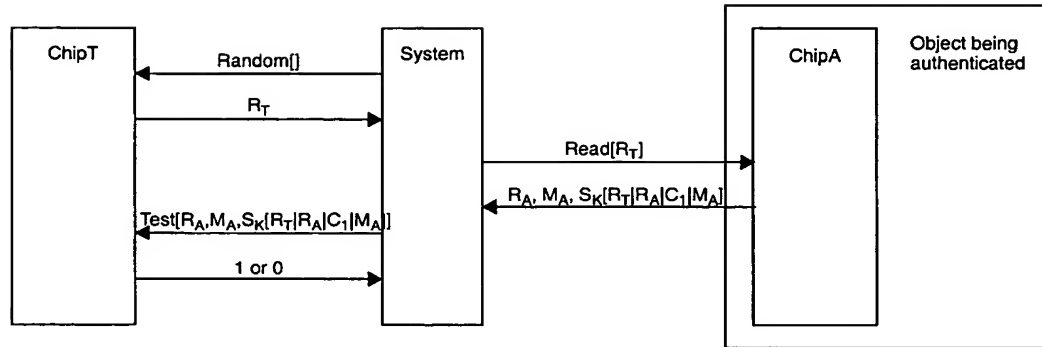 ChipT
System
ChipA
Object being
authenticated
Random[]
R_T
Read[R_T]
R_A, M_A, S_K[R_T|R_A|C_1|M_A]
Test[R_A,M_A,S_K[R_T|R_A|C_1|M_A]]
1 or 0